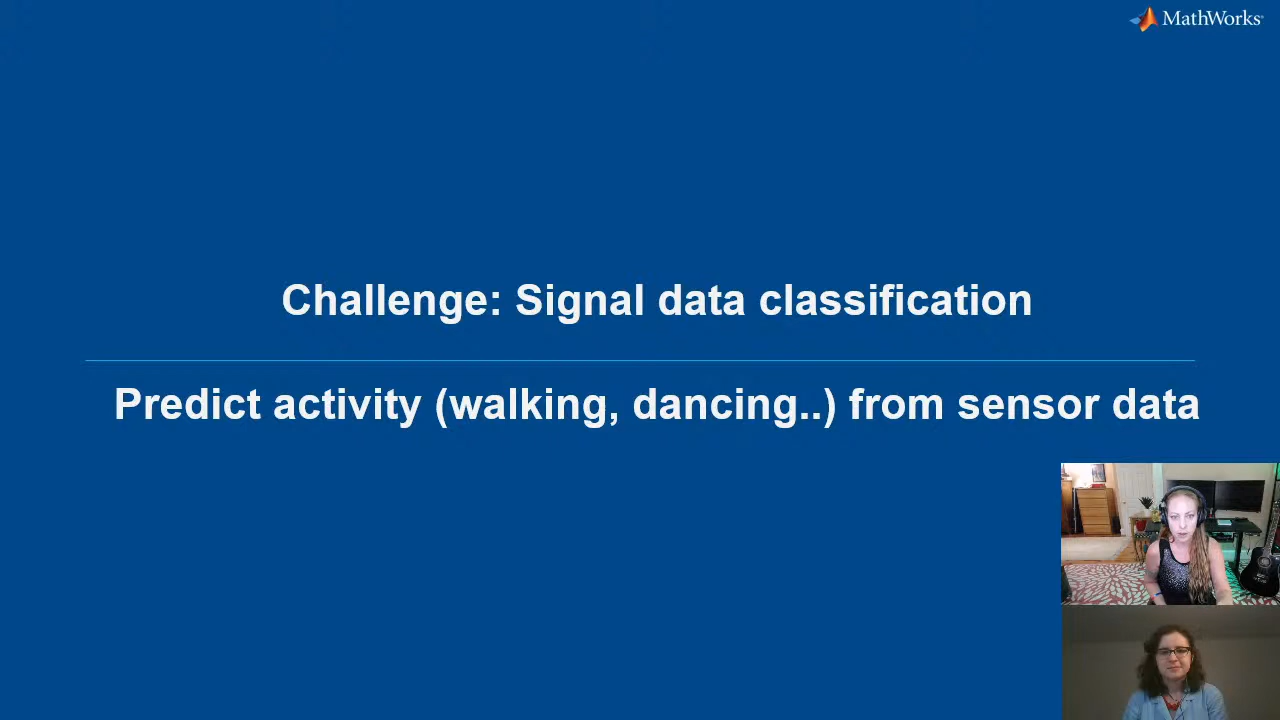 MathWorks
Challenge: Signal data classification
Predict activity (walking, dancing..) from sensor data